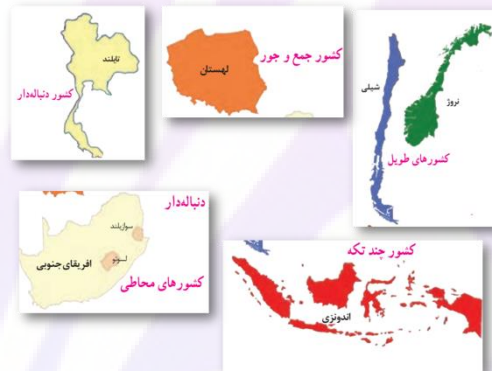 تایلند
کشور دنباله‌دار
کشور جمع و جور
لهستان
شیلی
نروژ
کشورهای طویل
دنباله‌دار
سوازیلند
لسوتو
افریقای جنوبی
کشورهای محاطی
کشور چند تکه
اندونزی